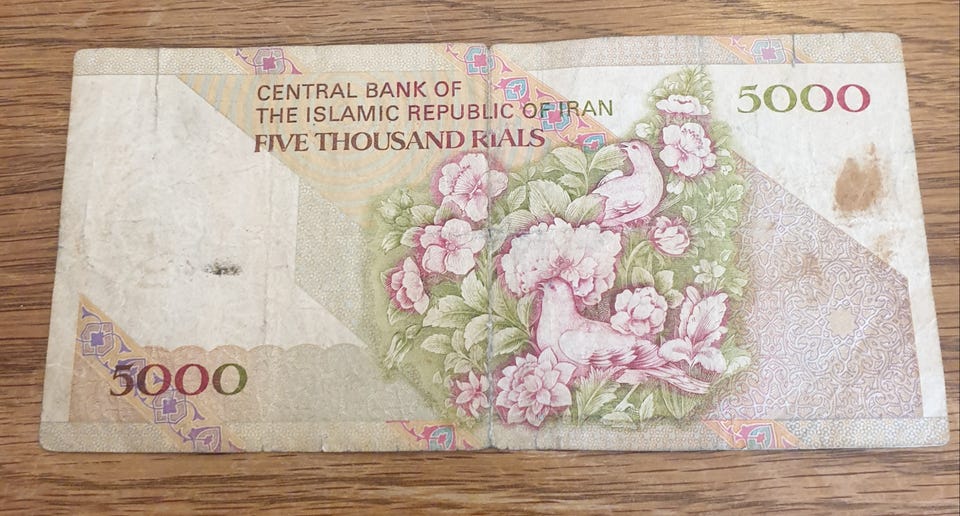 CENTRAL BANK OF
THE ISLAMIC REPUBLIC OF IRAN
FIVE THOUSAND RIALS
5000
5000